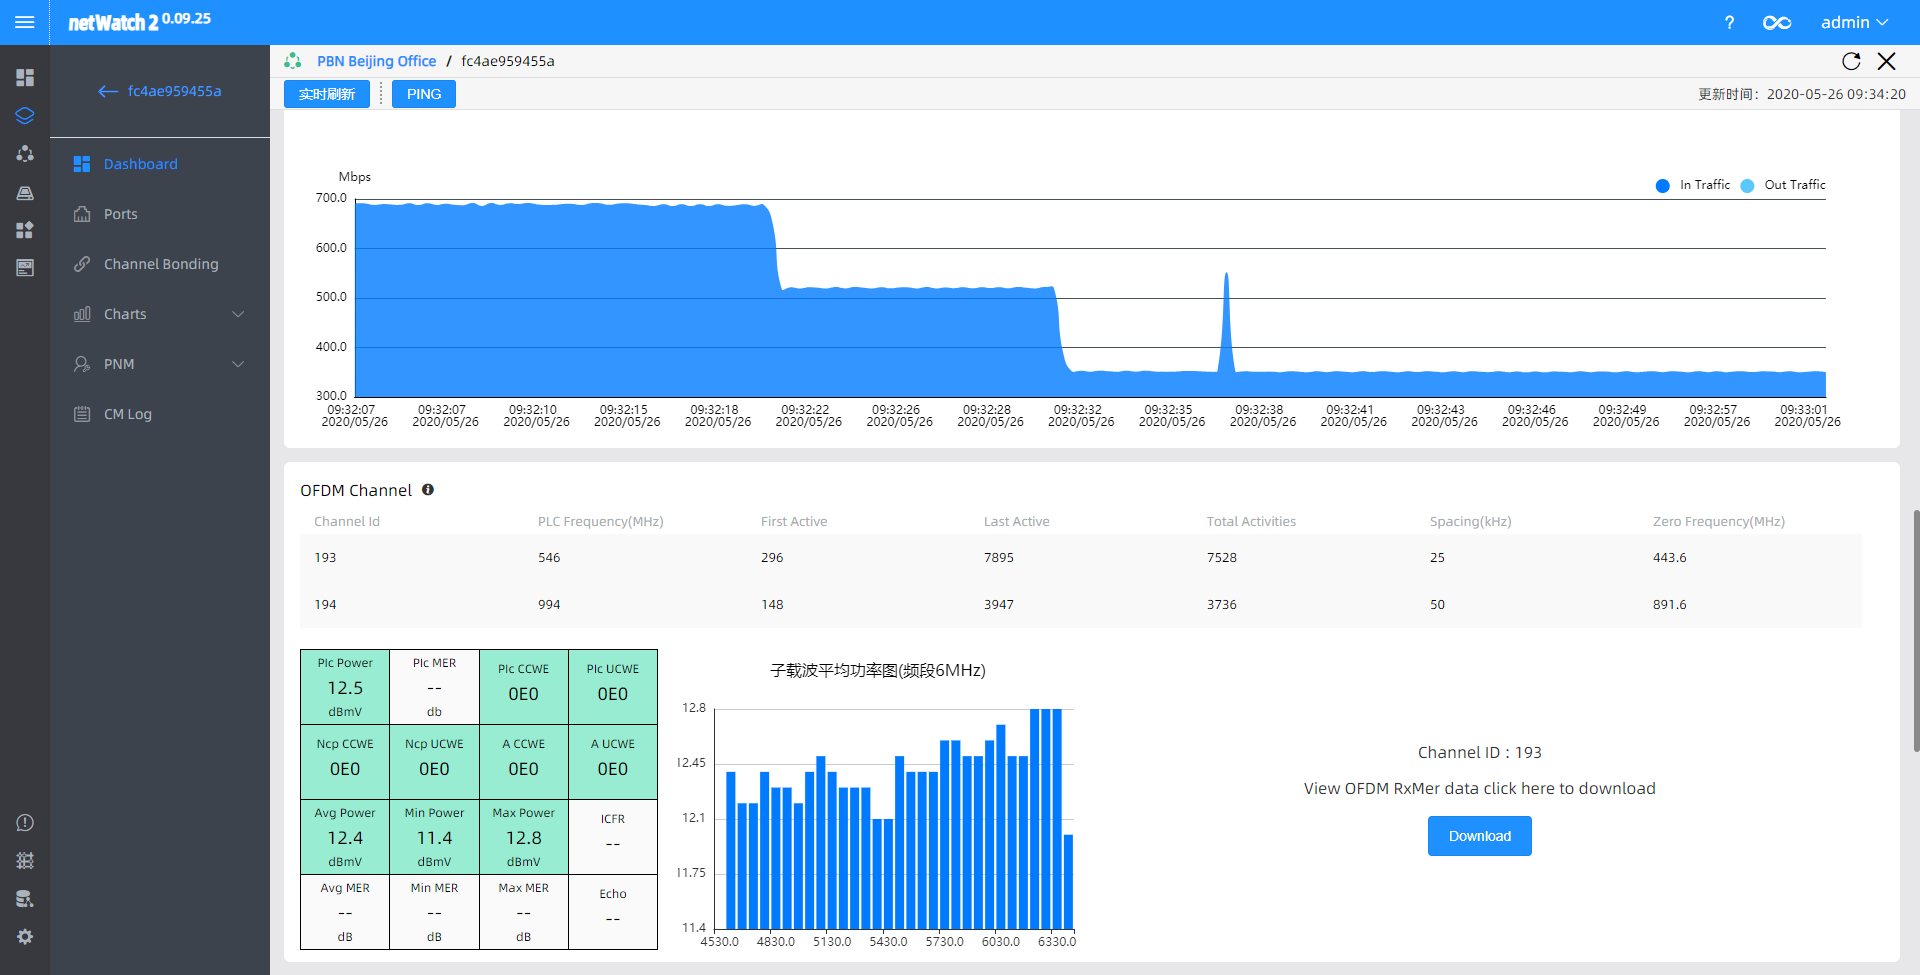 netWatch 2 0.09.25
? admin
fc4ae959455a
Dashboard
Ports
Channel Bonding
Charts
PNM
CM Log
PBN Beijing Office / fc4ae959455a
实时刷新 PING
更新时间：2020-05-26 09:34:20
Mbps
In Traffic Out Traffic
700.0
600.0
500.0
400.0
300.0
09:32:07 09:32:07 09:32:10 09:32:15 09:32:18 09:32:22 09:32:26 09:32:28 09:32:32 09:32:35 09:32:38 09:32:41 09:32:43 09:32:46 09:32:49 09:32:57 09:33:01
2020/05/26 2020/05/26 2020/05/26 2020/05/26 2020/05/26 2020/05/26 2020/05/26 2020/05/26 2020/05/26 2020/05/26 2020/05/26 2020/05/26 2020/05/26 2020/05/26 2020/05/26 2020/05/26 2020/05/26
OFDM Channel
Channel Id PLC Frequency(MHz) First Active Last Active Total Activities Spacing(kHz) Zero Frequency(MHz)
193 546 296 7895 7528 25 443.6
194 994 148 3947 3736 50 891.6
Plc Power Plc MER Plc CCWE Plc UCWE
12.5 -- 0E0 0E0
dBmV db
Ncp CCWE Ncp UCWE A CCWE A UCWE
0E0 0E0 0E0 0E0
Avg Power Min Power Max Power ICFR
12.4 11.4 12.8 --
dBmV dBmV dBmV
Avg MER Min MER Max MER Echo
-- -- -- --
dB dB dB
子载波平均功率图(频段6MHz)
12.8
12.45
12.1
11.75
11.4
4530.0 4830.0 5130.0 5430.0 5730.0 6030.0 6330.0
Channel ID : 193
View OFDM RxMer data click here to download
Download